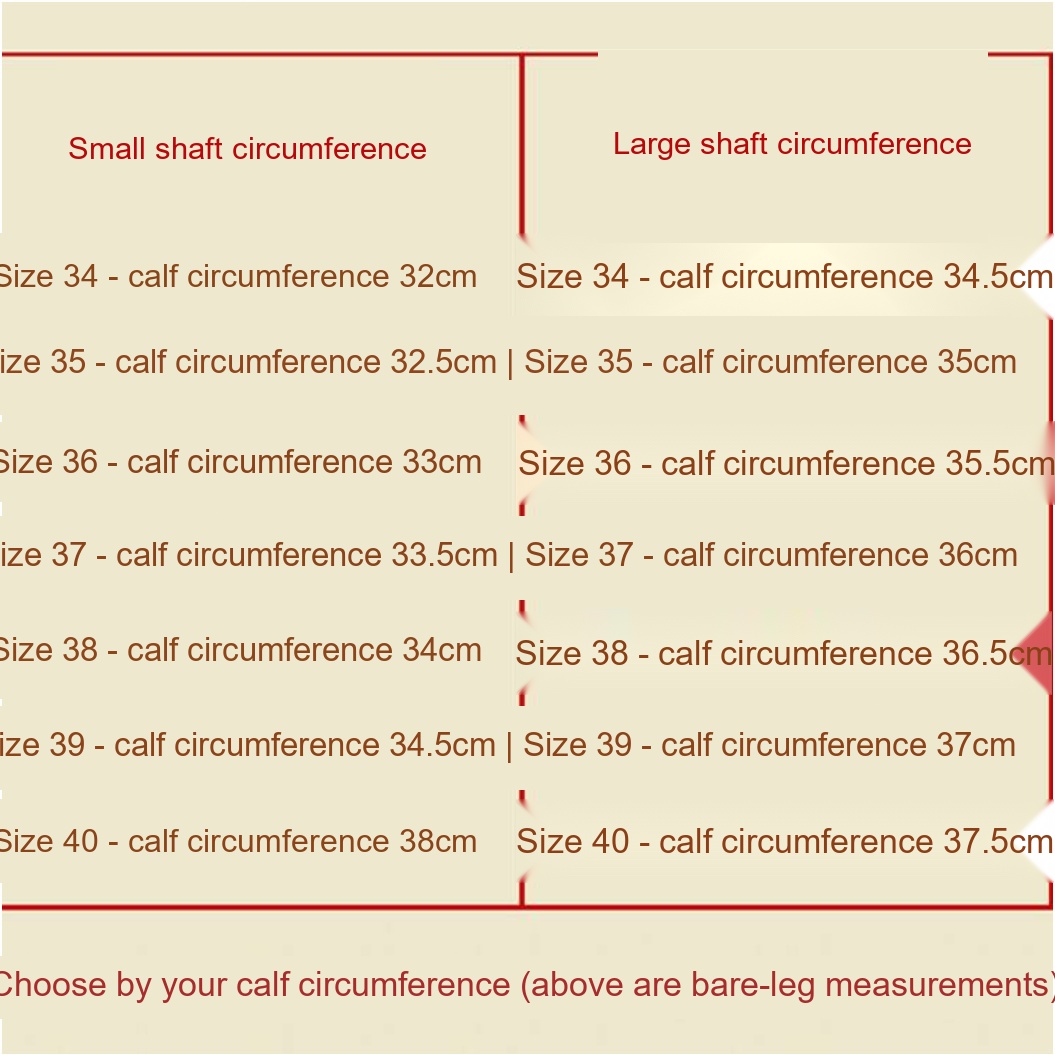 Small shaft circumference
Large shaft circumference
Size 34 - calf circumference 32cm
Size 34 - calf circumference 34.5cm
ize 35 - calf circumference 32.5cm | Size 35 - calf circumference 35cm
Size 36 - calf circumference 33cm
Size 36 - calf circumference 35.5cm
ize 37 - calf circumference 33.5cm | Size 37 - calf circumference 36cm
Size 38 - calf circumference 34cm
Size 38 - calf circumference 36.5cm
ize 39 - calf circumference 34.5cm | Size 39 - calf circumference 37cm
Size 40 - calf circumference 38cm
Size 40 - calf circumference 37.5cm
Choose by your calf circumference (above are bare-leg measurements)